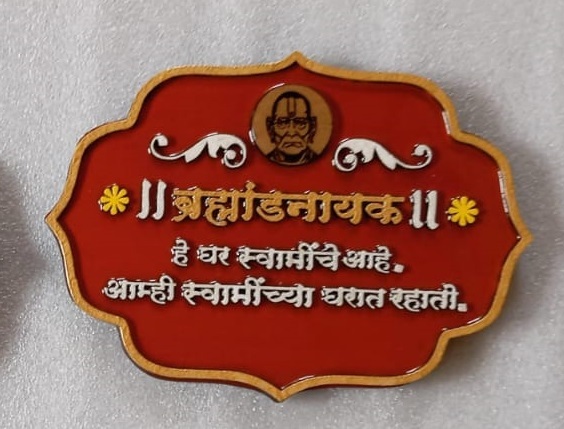 ॥ ब्रह्मांडनायक ॥
हे घर स्वामींचे आहे.
आम्ही स्वामींच्या घरात रहातो.